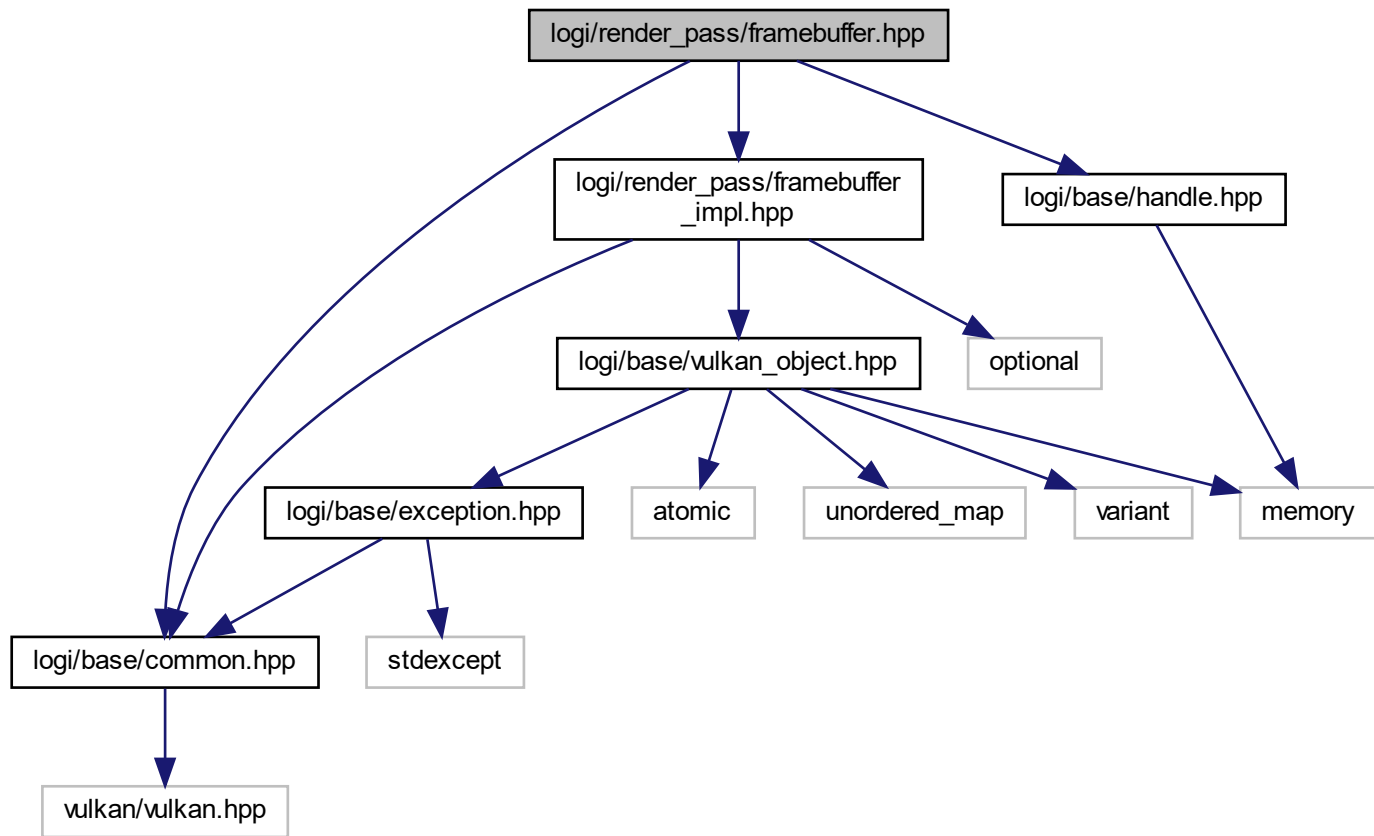 logi/render_pass/framebuffer.hpp
logi/render_pass/framebuffer
_impl.hpp
logi/base/handle.hpp
logi/base/vulkan_object.hpp
optional
logi/base/exception.hpp
atomic
unordered_map
variant
memory
logi/base/common.hpp
stdexcept
vulkan/vulkan.hpp